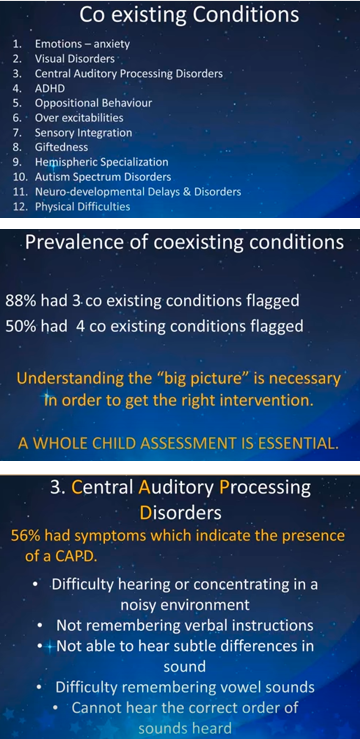 Co existing Conditions
1. Emotions – anxiety
2. Visual Disorders
3. Central Auditory Processing Disorders
4. ADHD
5. Oppositional Behaviour
6. Over excitabilities
7. Sensory Integration
8. Giftedness
9. Hemispheric Specialization
10. Autism Spectrum Disorders
11. Neuro-developmental Delays & Disorders
12. Physical Difficulties
Prevalence of coexisting conditions
88% had 3 co existing conditions flagged
50% had 4 co existing conditions flagged
Understanding the “big picture” is necessary
in order to get the right intervention.
A WHOLE CHILD ASSESSMENT IS ESSENTIAL.
3. Central Auditory Processing
Disorders
56% had symptoms which indicate the presence
of a CAPD.
• Difficulty hearing or concentrating in a
noisy environment
• Not remembering verbal instructions
• Not able to hear subtle differences in
sound
• Difficulty remembering vowel sounds
• Cannot hear the correct order of
sounds heard